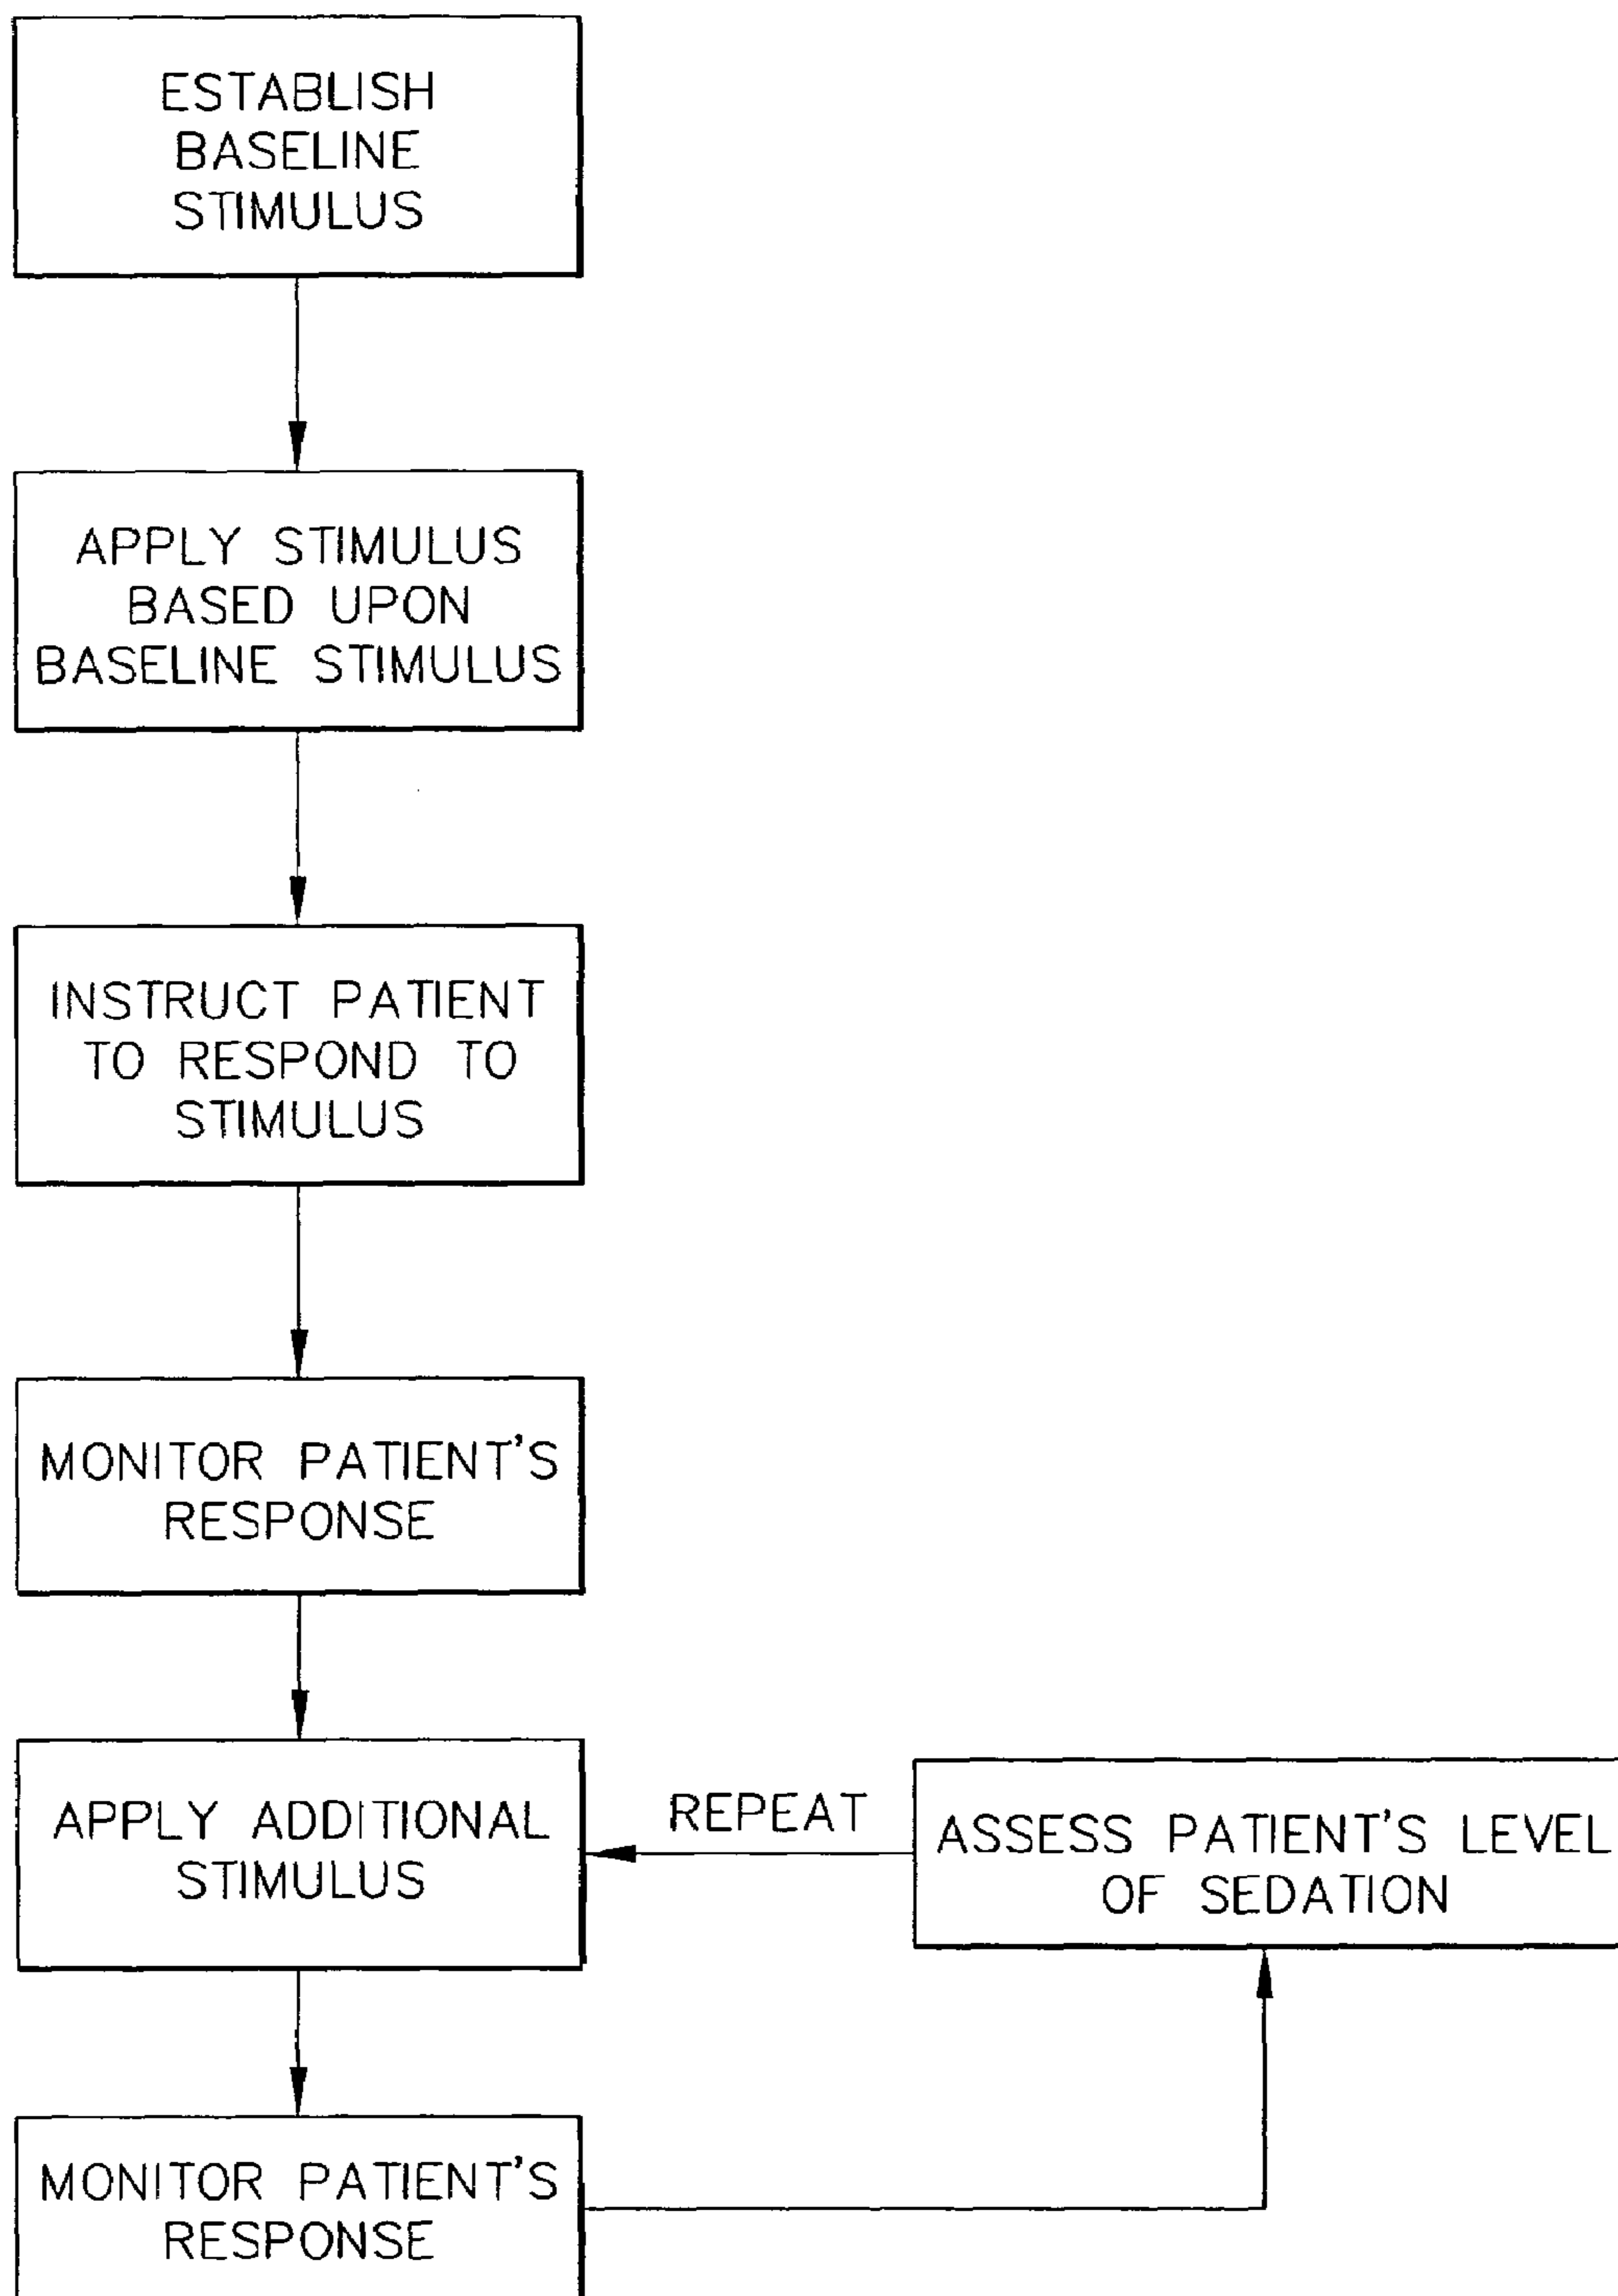 ESTABLISH
BASELINE
STIMULUS
APPLY STIMULUS
BASED UPON
BASELINE STIMULUS
INSTRUCT PATIENT
TO RESPOND TO
STIMULUS
MONITOR PATIENT'S
RESPONSE
APPLY ADDITIONAL
STIMULUS
REPEAT
ASSESS PATIENT'S LEVEL
OF SEDATION
MONITOR PATIENT'S
RESPONSE